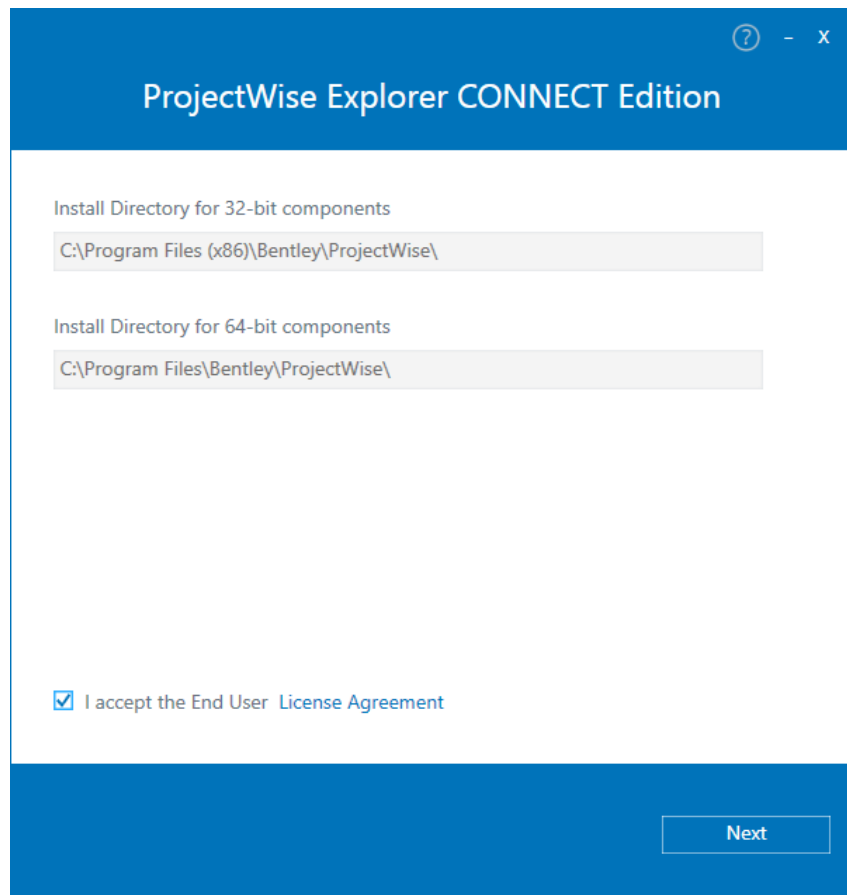 ? – X
ProjectWise Explorer CONNECT Edition
Install Directory for 32-bit components
C:\Program Files (x86)\Bentley\ProjectWise\
Install Directory for 64-bit components
C:\Program Files\Bentley\ProjectWise\
I accept the End User License Agreement
Next